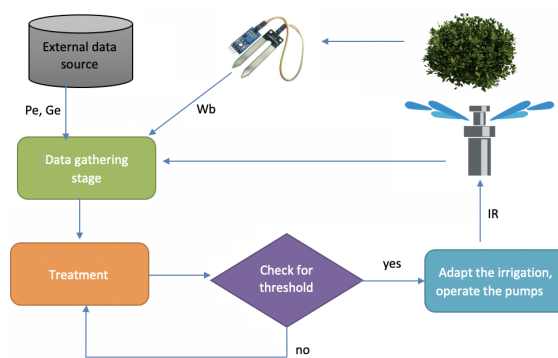 External data
source
Pe, Ge
Wb
Data gathering
stage
IR
Treatment
Check for
threshold
yes
Adapt the irrigation,
operate the pumps
no